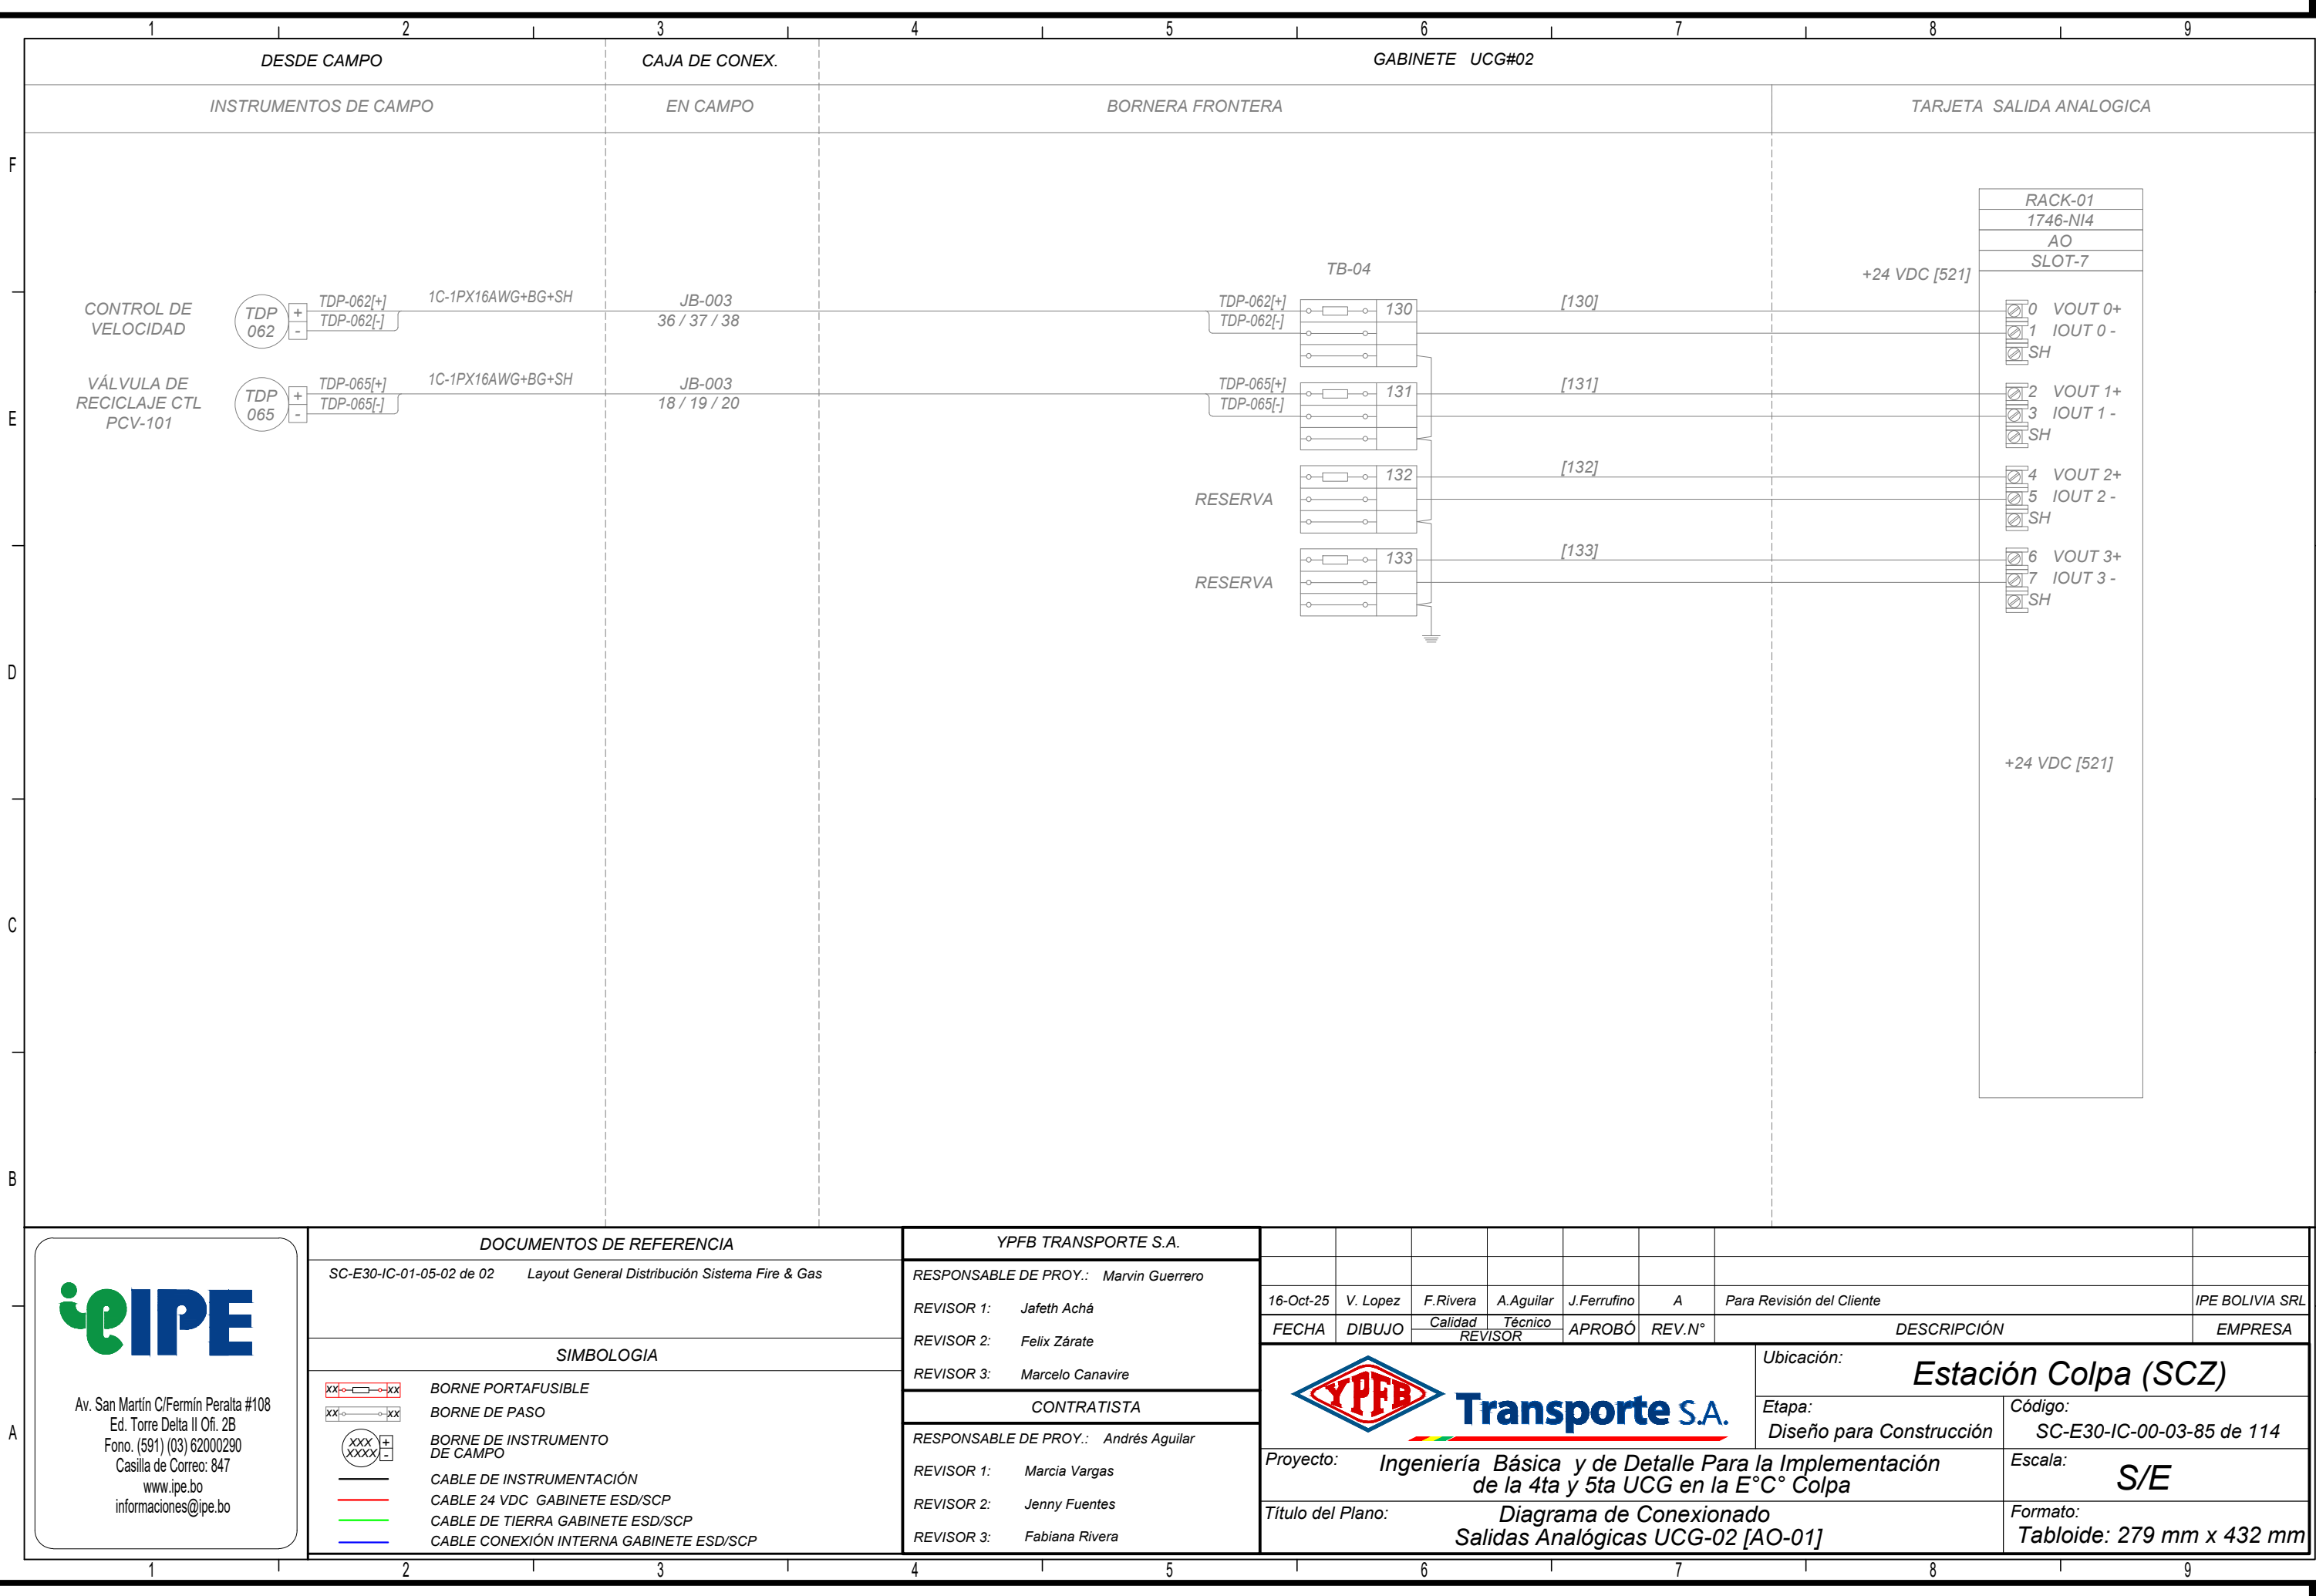 1 2 3 4 5 6 7 8 9
DESDE CAMPO
CAJA DE CONEX.
GABINETE UCG#02
INSTRUMENTOS DE CAMPO
EN CAMPO
BORNERA FRONTERA
TARJETA SALIDA ANALOGICA
F
E
D
C
B
A
RACK-01
1746-NI4
AO
SLOT-7
+24 VDC [521]
TB-04
CONTROL DE
VELOCIDAD
TDP
062
+
-
TDP-062[+]
TDP-062[-]
1C-1PX16AWG+BG+SH
JB-003
36 / 37 / 38
TDP-062[+]
TDP-062[-]
130
[130]
0 VOUT 0+
1 IOUT 0 -
SH
VÁLVULA DE
RECICLAJE CTL
PCV-101
TDP
065
+
-
TDP-065[+]
TDP-065[-]
1C-1PX16AWG+BG+SH
JB-003
18 / 19 / 20
TDP-065[+]
TDP-065[-]
131
[131]
2 VOUT 1+
3 IOUT 1 -
SH
RESERVA
132
[132]
4 VOUT 2+
5 IOUT 2 -
SH
RESERVA
133
[133]
6 VOUT 3+
7 IOUT 3 -
SH
+24 VDC [521]
IPE
Av. San Martín C/Fermín Peralta #108
Ed. Torre Delta II Ofi. 2B
Fono. (591) (03) 62000290
Casilla de Correo: 847
www.ipe.bo
informaciones@ipe.bo
DOCUMENTOS DE REFERENCIA
SC-E30-IC-01-05-02 de 02 Layout General Distribución Sistema Fire & Gas
SIMBOLOGIA
XX XX BORNE PORTAFUSIBLE
XX XX BORNE DE PASO
XXX
XXXX
+
-
BORNE DE INSTRUMENTO
DE CAMPO
CABLE DE INSTRUMENTACIÓN
CABLE 24 VDC GABINETE ESD/SCP
CABLE DE TIERRA GABINETE ESD/SCP
CABLE CONEXIÓN INTERNA GABINETE ESD/SCP
YPFB TRANSPORTE S.A.
RESPONSABLE DE PROY.: Marvin Guerrero
REVISOR 1: Jafeth Achá
REVISOR 2: Felix Zárate
REVISOR 3: Marcelo Canavire
CONTRATISTA
RESPONSABLE DE PROY.: Andrés Aguilar
REVISOR 1: Marcia Vargas
REVISOR 2: Jenny Fuentes
REVISOR 3: Fabiana Rivera
16-Oct-25 V. Lopez F.Rivera A.Aguilar J.Ferrufino A Para Revisión del Cliente IPE BOLIVIA SRL
FECHA DIBUJO Calidad Técnico REVISOR APROBÓ REV.N° DESCRIPCIÓN EMPRESA
YPFB Transporte S.A.
Ubicación:
Estación Colpa (SCZ)
Etapa:
Diseño para Construcción
Código:
SC-E30-IC-00-03-85 de 114
Proyecto: Ingeniería Básica y de Detalle Para la Implementación
de la 4ta y 5ta UCG en la E°C° Colpa
Escala:
S/E
Título del Plano: Diagrama de Conexionado
Salidas Analógicas UCG-02 [AO-01]
Formato:
Tabloide: 279 mm x 432 mm
1 2 3 4 5 6 7 8 9